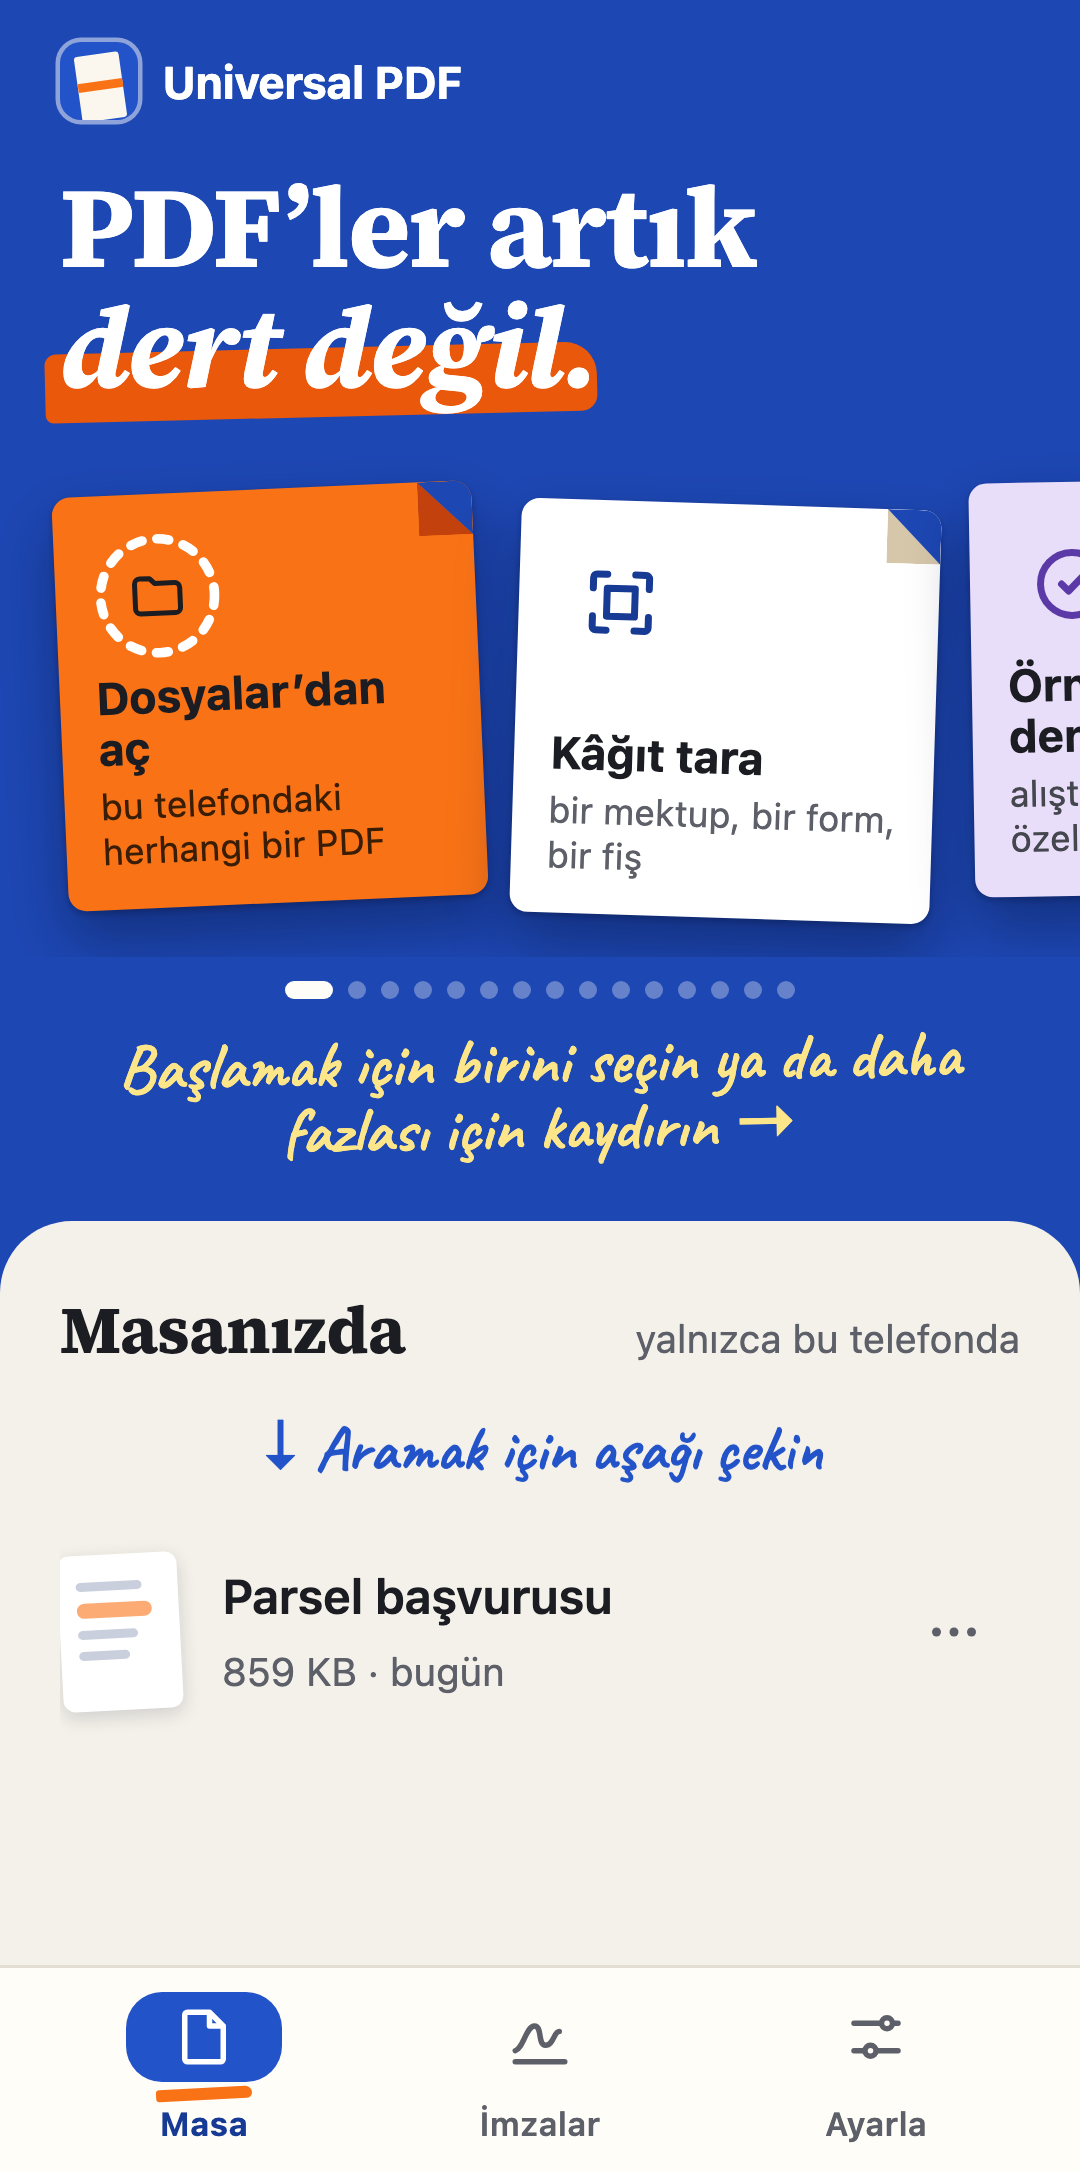 Universal PDF
PDF’ler artık
dert değil.
Dosyalar’dan
aç
bu telefondaki
herhangi bir PDF
Kâğıt tara
bir mektup, bir form,
bir fiş
Başlamak için birini seçin ya da daha
fazlası için kaydırın →
Masanızda
yalnızca bu telefonda
↓ Aramak için aşağı çekin
Parsel başvurusu
859 KB · bugün
Masa
İmzalar
Ayarla